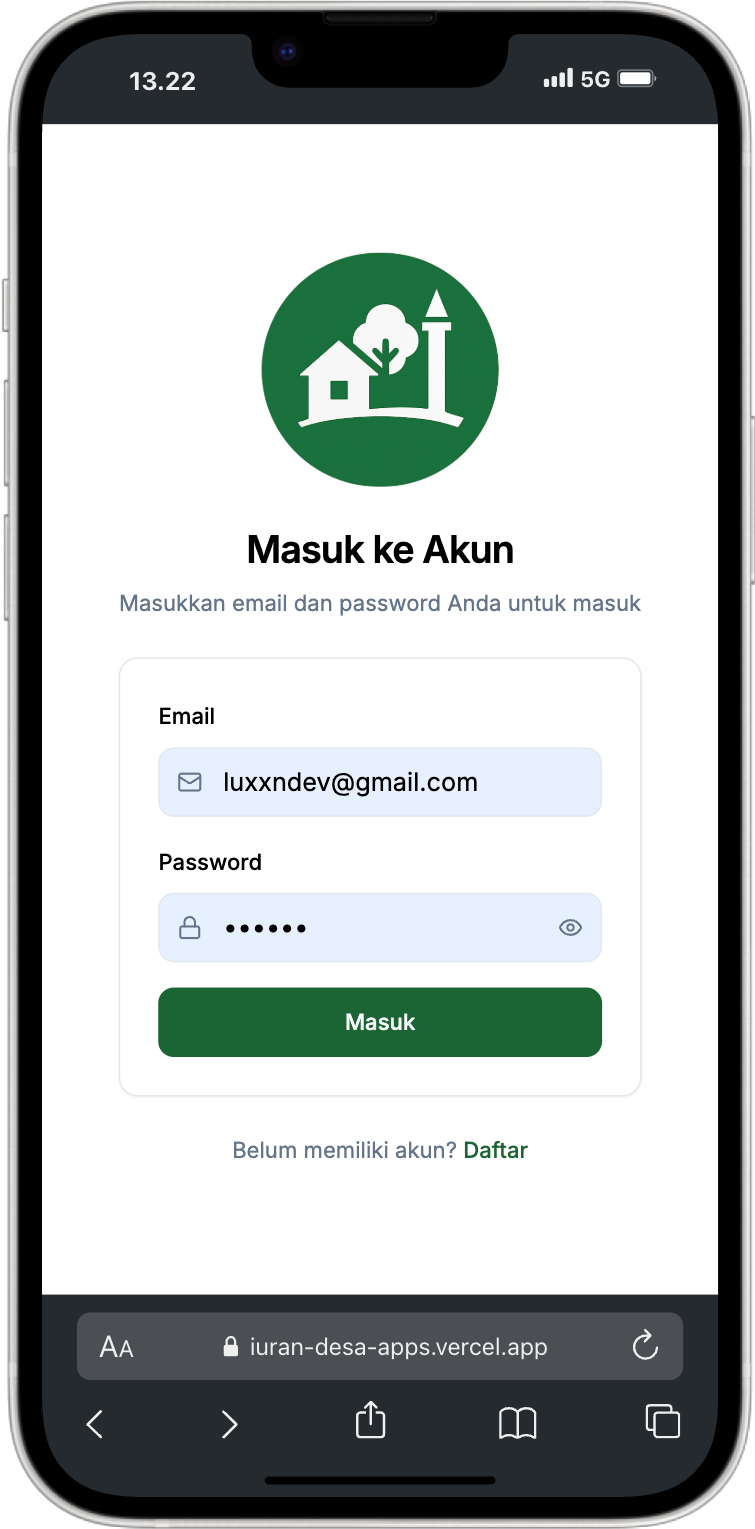 13.22
5G
Masuk ke Akun
Masukkan email dan password Anda untuk masuk
Email
luxxndev@gmail.com
Password
••••••
Masuk
Belum memiliki akun? Daftar
AA
iuran-desa-apps.vercel.app